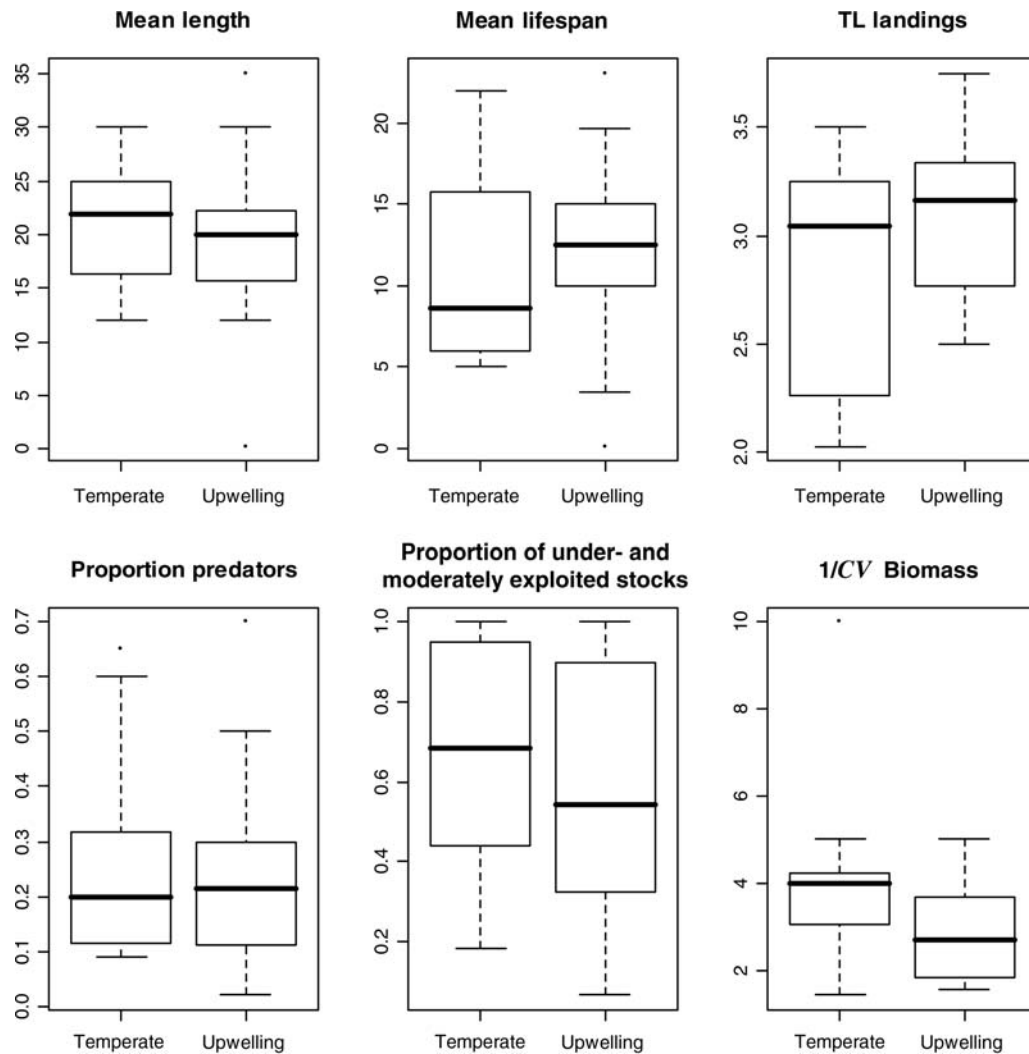 Mean length
35
30
25
20
15
10
5
0
Temperate Upwelling
Mean lifespan
20
15
10
5
0
Temperate Upwelling
TL landings
3.5
3.0
2.5
2.0
Temperate Upwelling
Proportion predators
0.7
0.6
0.5
0.4
0.3
0.2
0.1
0.0
Temperate Upwelling
Proportion of under- and
moderately exploited stocks
1.0
0.8
0.6
0.4
0.2
Temperate Upwelling
1/CV Biomass
10
8
6
4
2
Temperate Upwelling